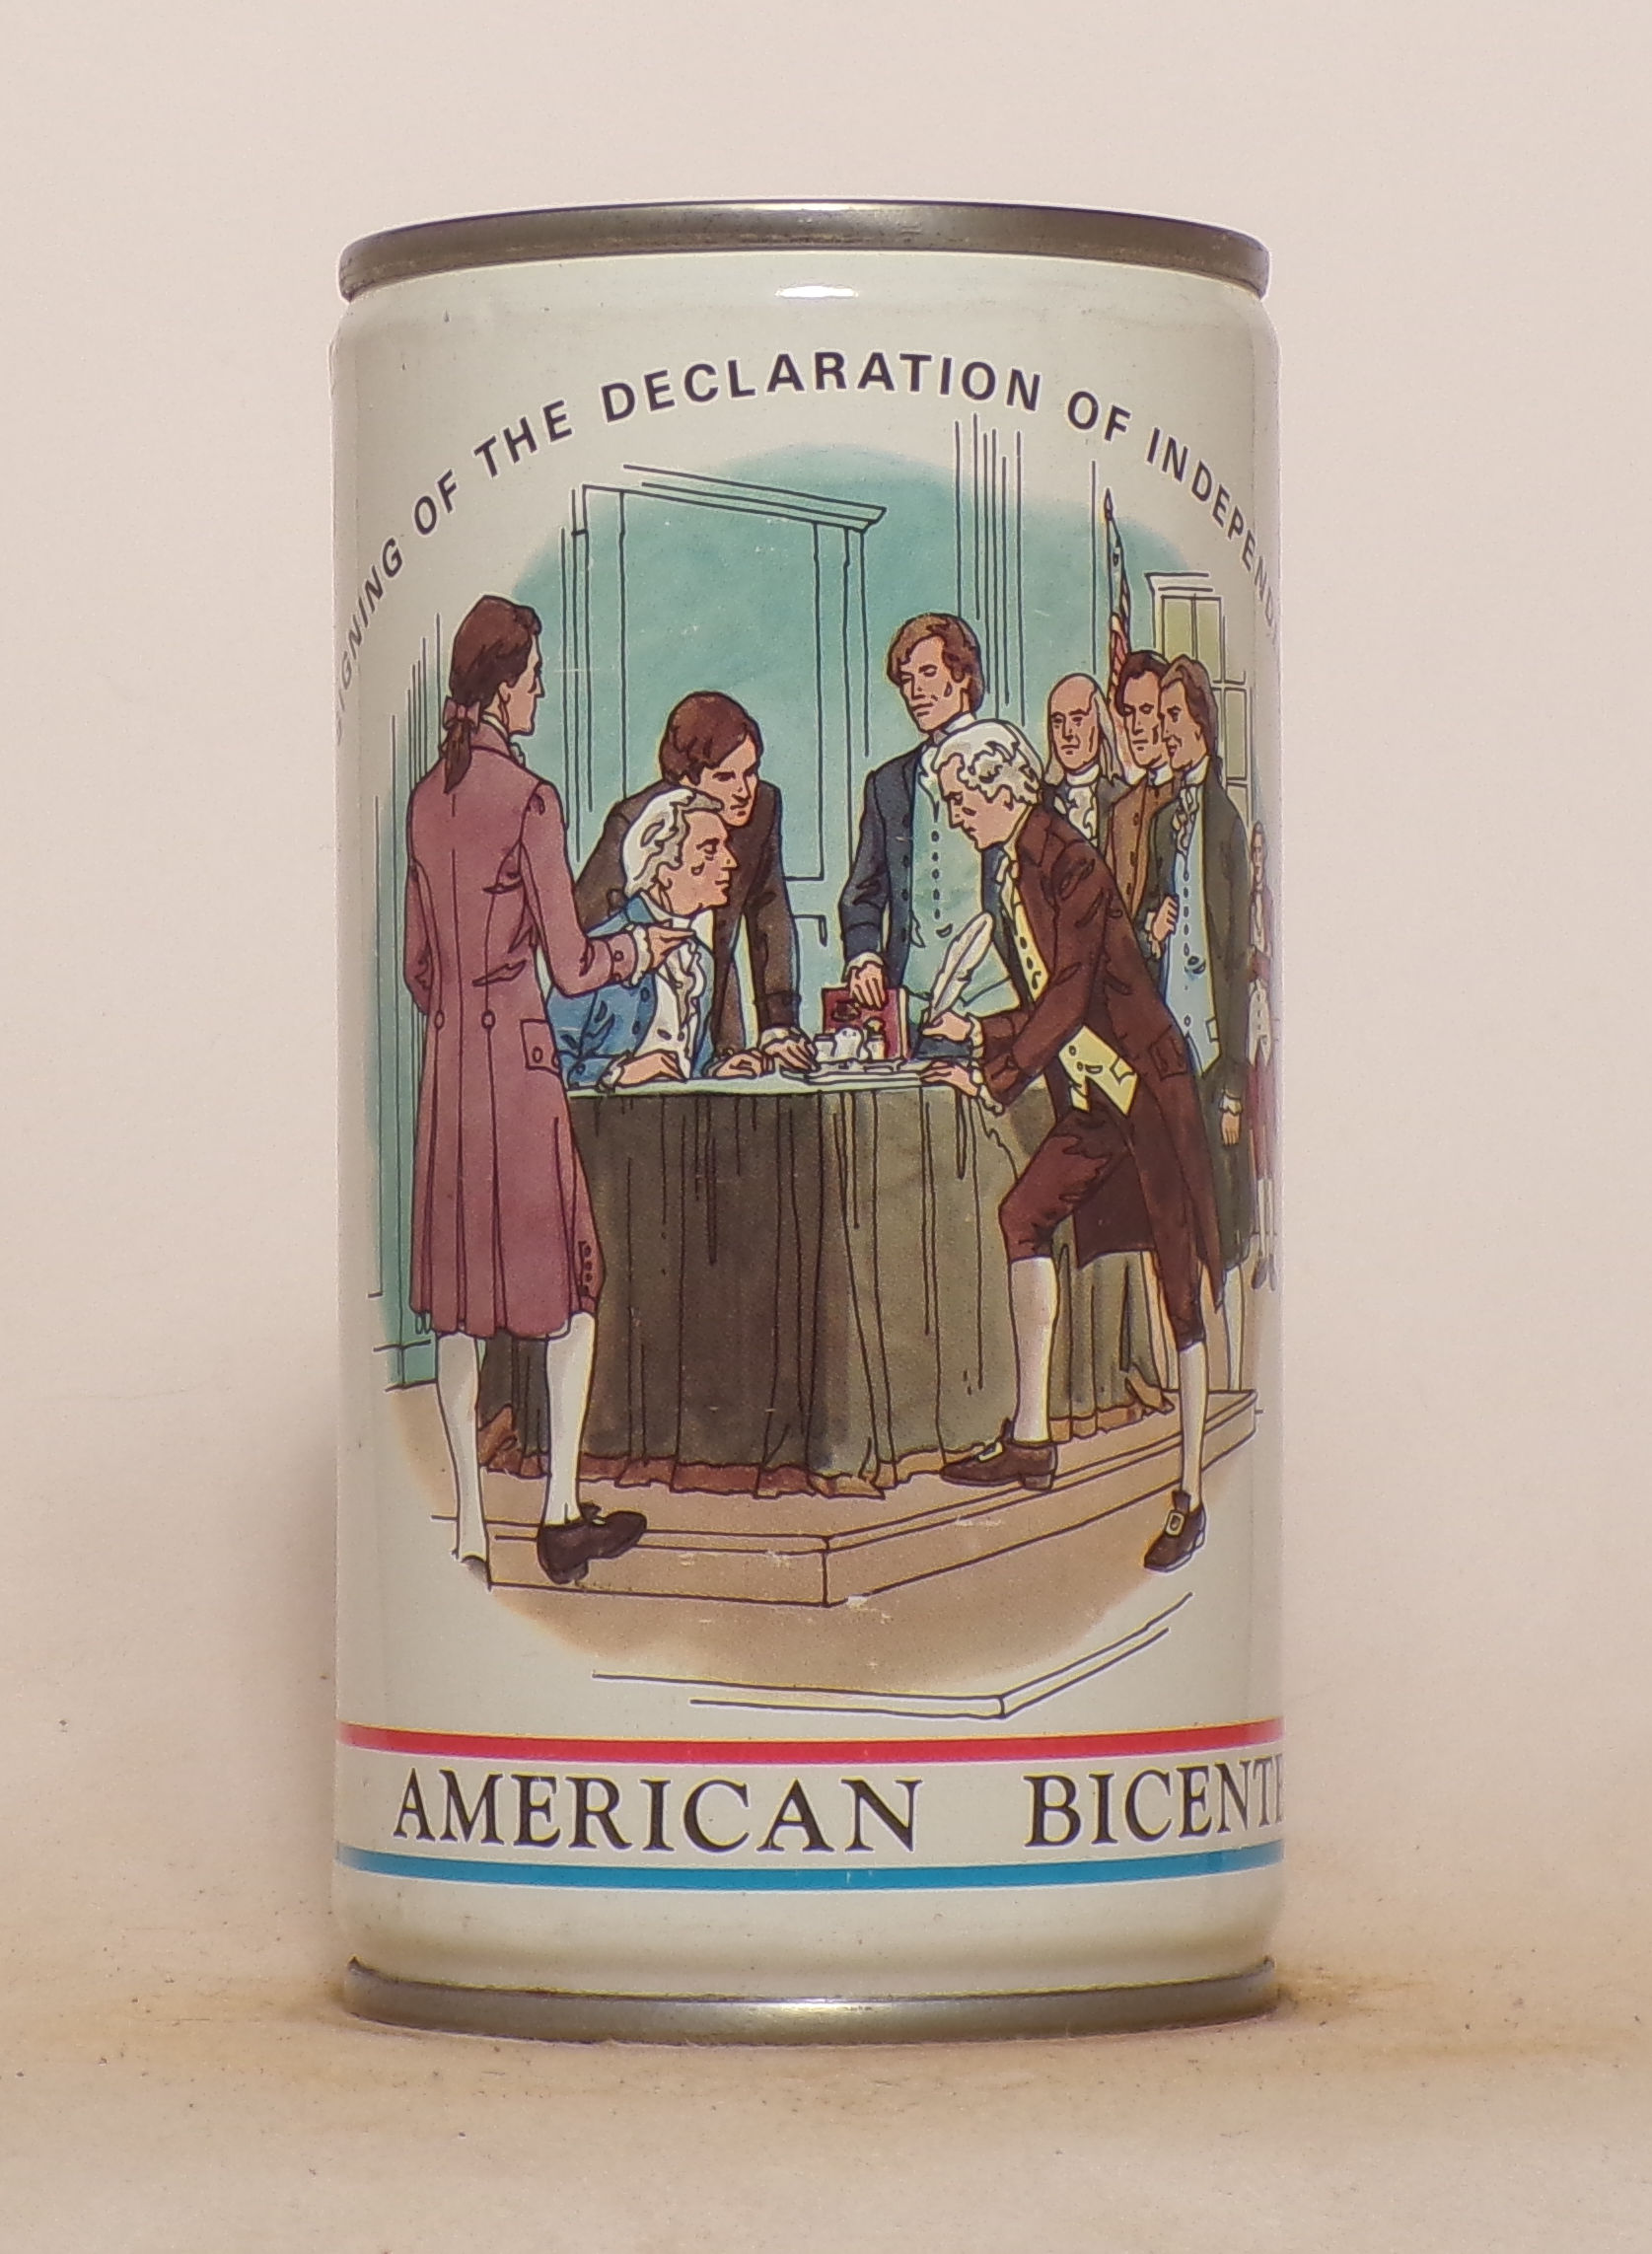 SIGNING OF THE DECLARATION OF INDEPEND
AMERICAN BICENTE